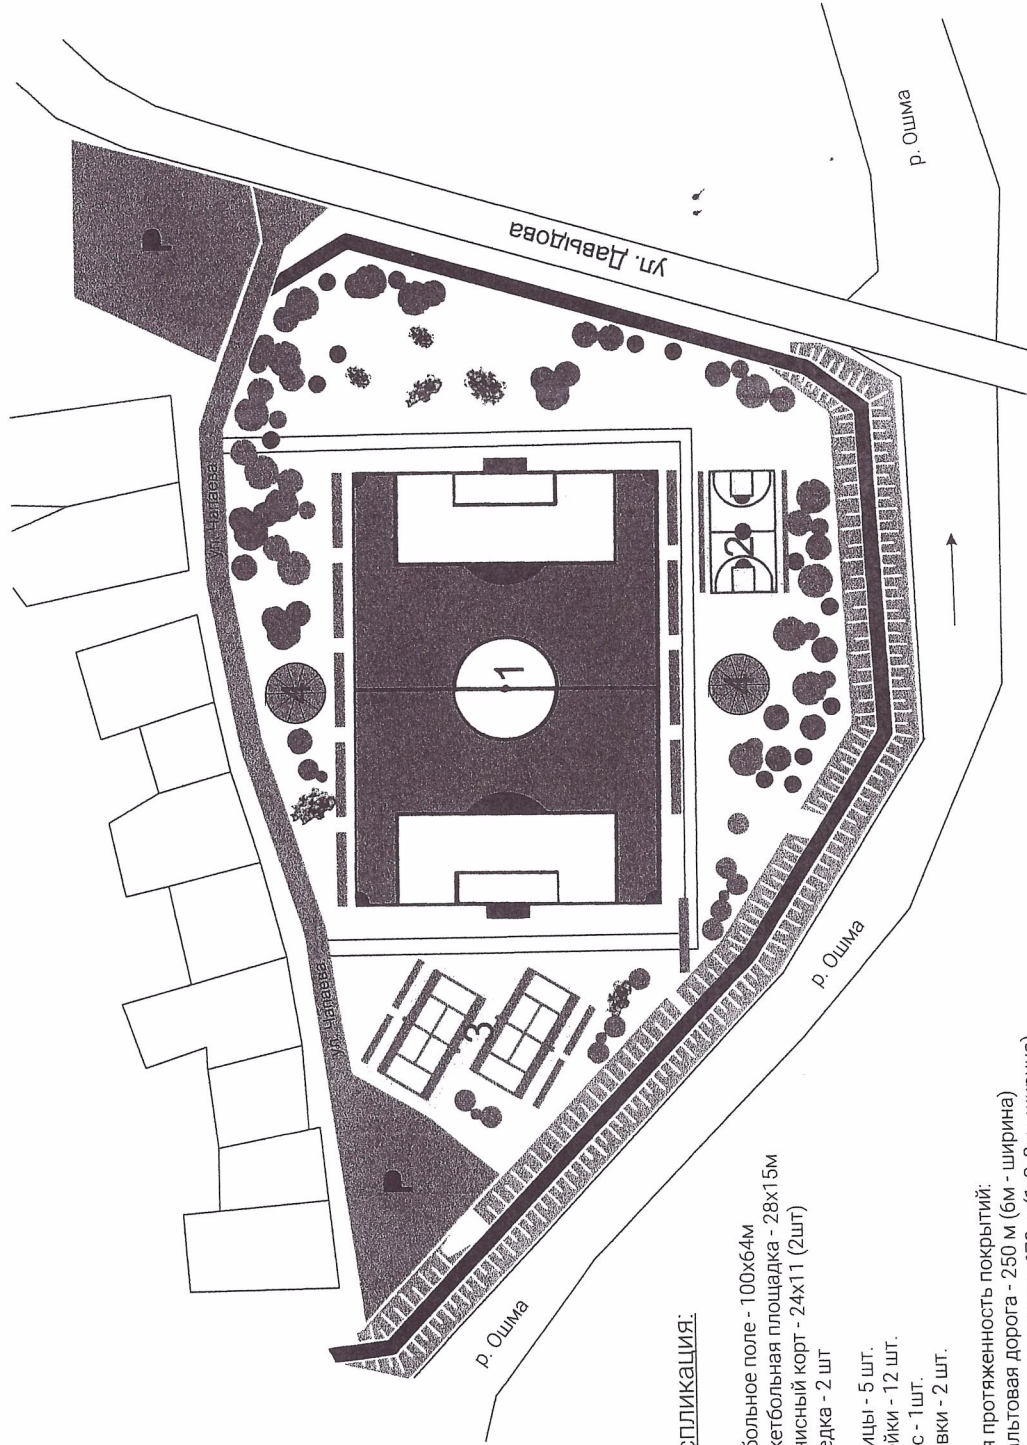 ул. Чапаева
ул. Чапаева
ул. Давыдова
р. Ошма
р. Ошма
р. Ошма
P
P
1
2
3
4
4
спликация:
больное поле - 100х64м
кетбольная площадка - 28х15м
нисный корт - 24х11 (2шт)
едка - 2 шт
ицы - 5 шт.
йки - 12 шт.
с - 1шт.
вки - 2 шт.
я протяженность покрытий:
льтовая дорога - 250 м (6м - ширина)